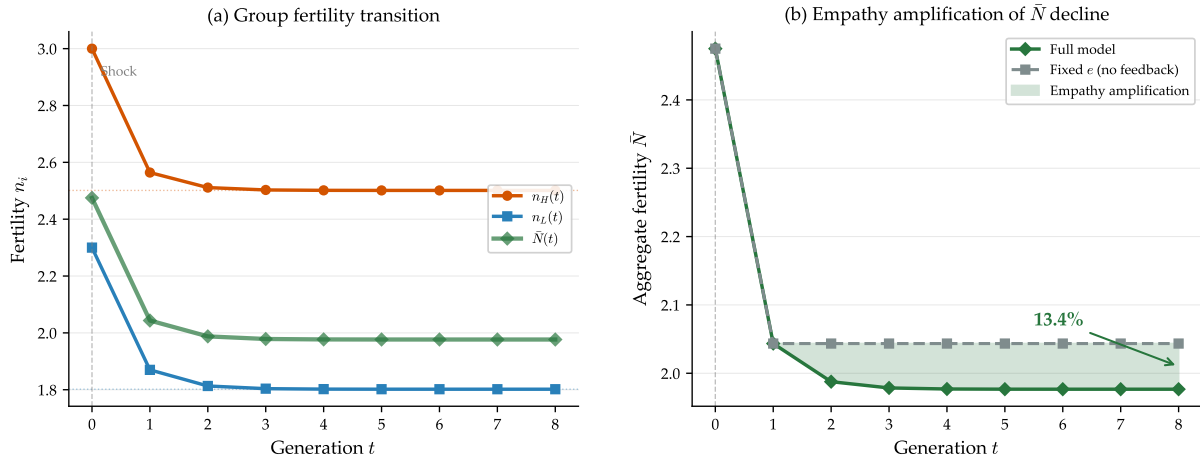 (a) Group fertility transition
Fertility n_i
3.0
2.8
2.6
2.4
2.2
2.0
1.8
Shock
n_H(t)
n_L(t)
N̄(t)
0 1 2 3 4 5 6 7 8
Generation t
(b) Empathy amplification of N̄ decline
Aggregate fertility N̄
2.4
2.3
2.2
2.1
2.0
Full model
Fixed e (no feedback)
Empathy amplification
13.4%
0 1 2 3 4 5 6 7 8
Generation t